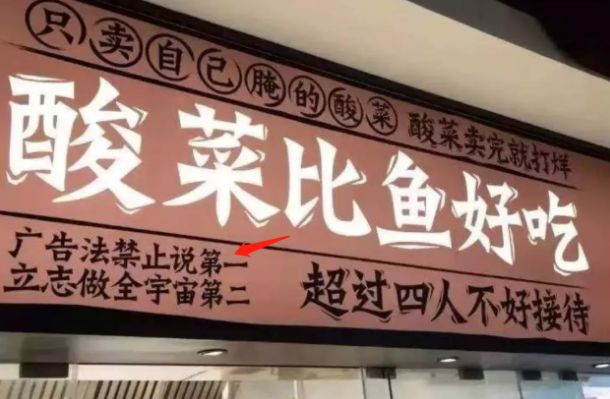 只卖自己腌的酸菜
酸菜卖完就打烊
酸菜比鱼好吃
广告法禁止说第一
立志做全宇宙第二
超过四人不好接待